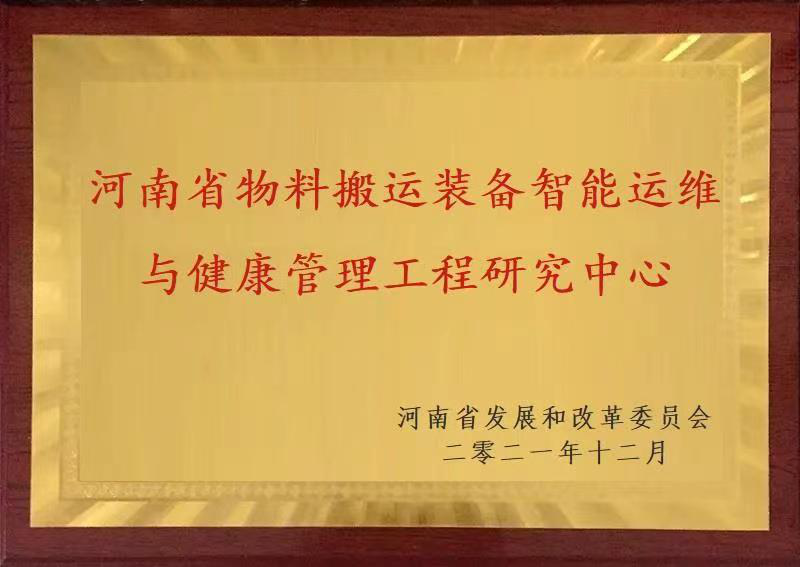 河南省物料搬运装备智能运维
与健康管理工程研究中心
河南省发展和改革委员会
二零二一年十二月